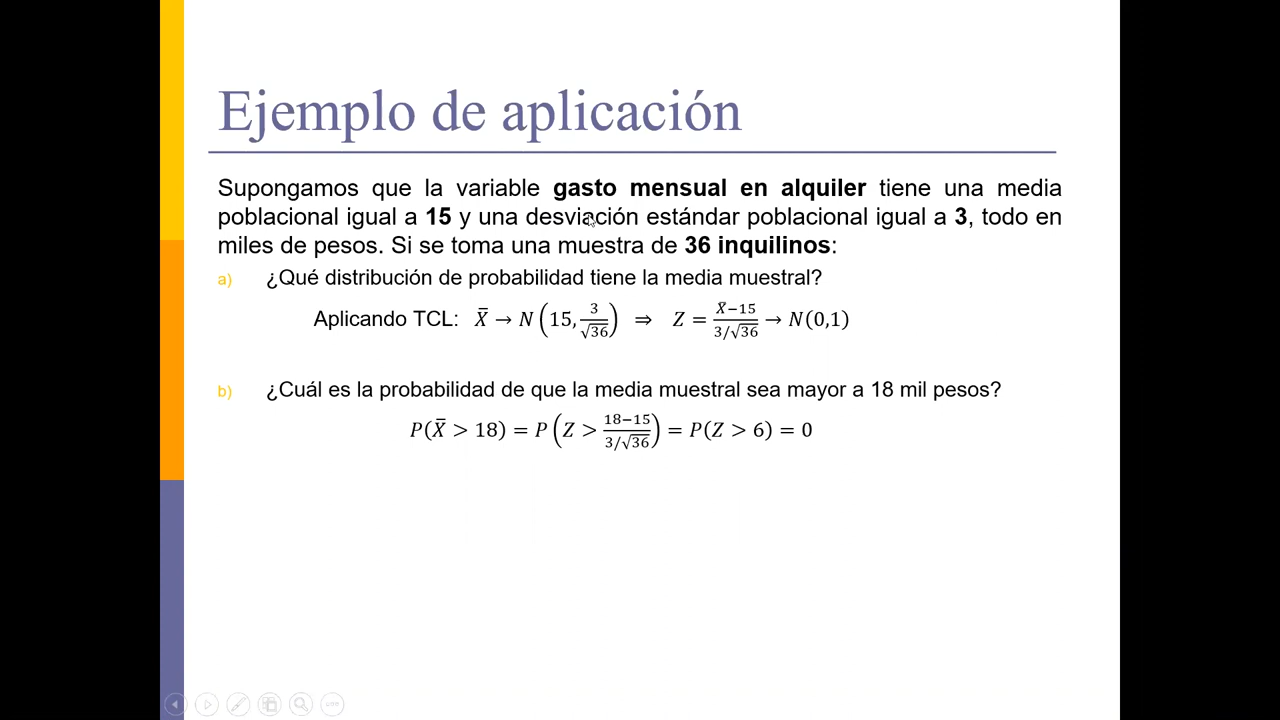 Ejemplo de aplicación
Supongamos que la variable gasto mensual en alquiler tiene una media
poblacional igual a 15 y una desviación estándar poblacional igual a 3, todo en
miles de pesos. Si se toma una muestra de 36 inquilinos:
a) ¿Qué distribución de probabilidad tiene la media muestral?
Aplicando TCL: X̄ → N(15, 3/√36) ⇒ Z = (X̄−15)/(3/√36) → N(0,1)
b) ¿Cuál es la probabilidad de que la media muestral sea mayor a 18 mil pesos?
P(X̄ > 18) = P(Z > (18−15)/(3/√36)) = P(Z > 6) = 0